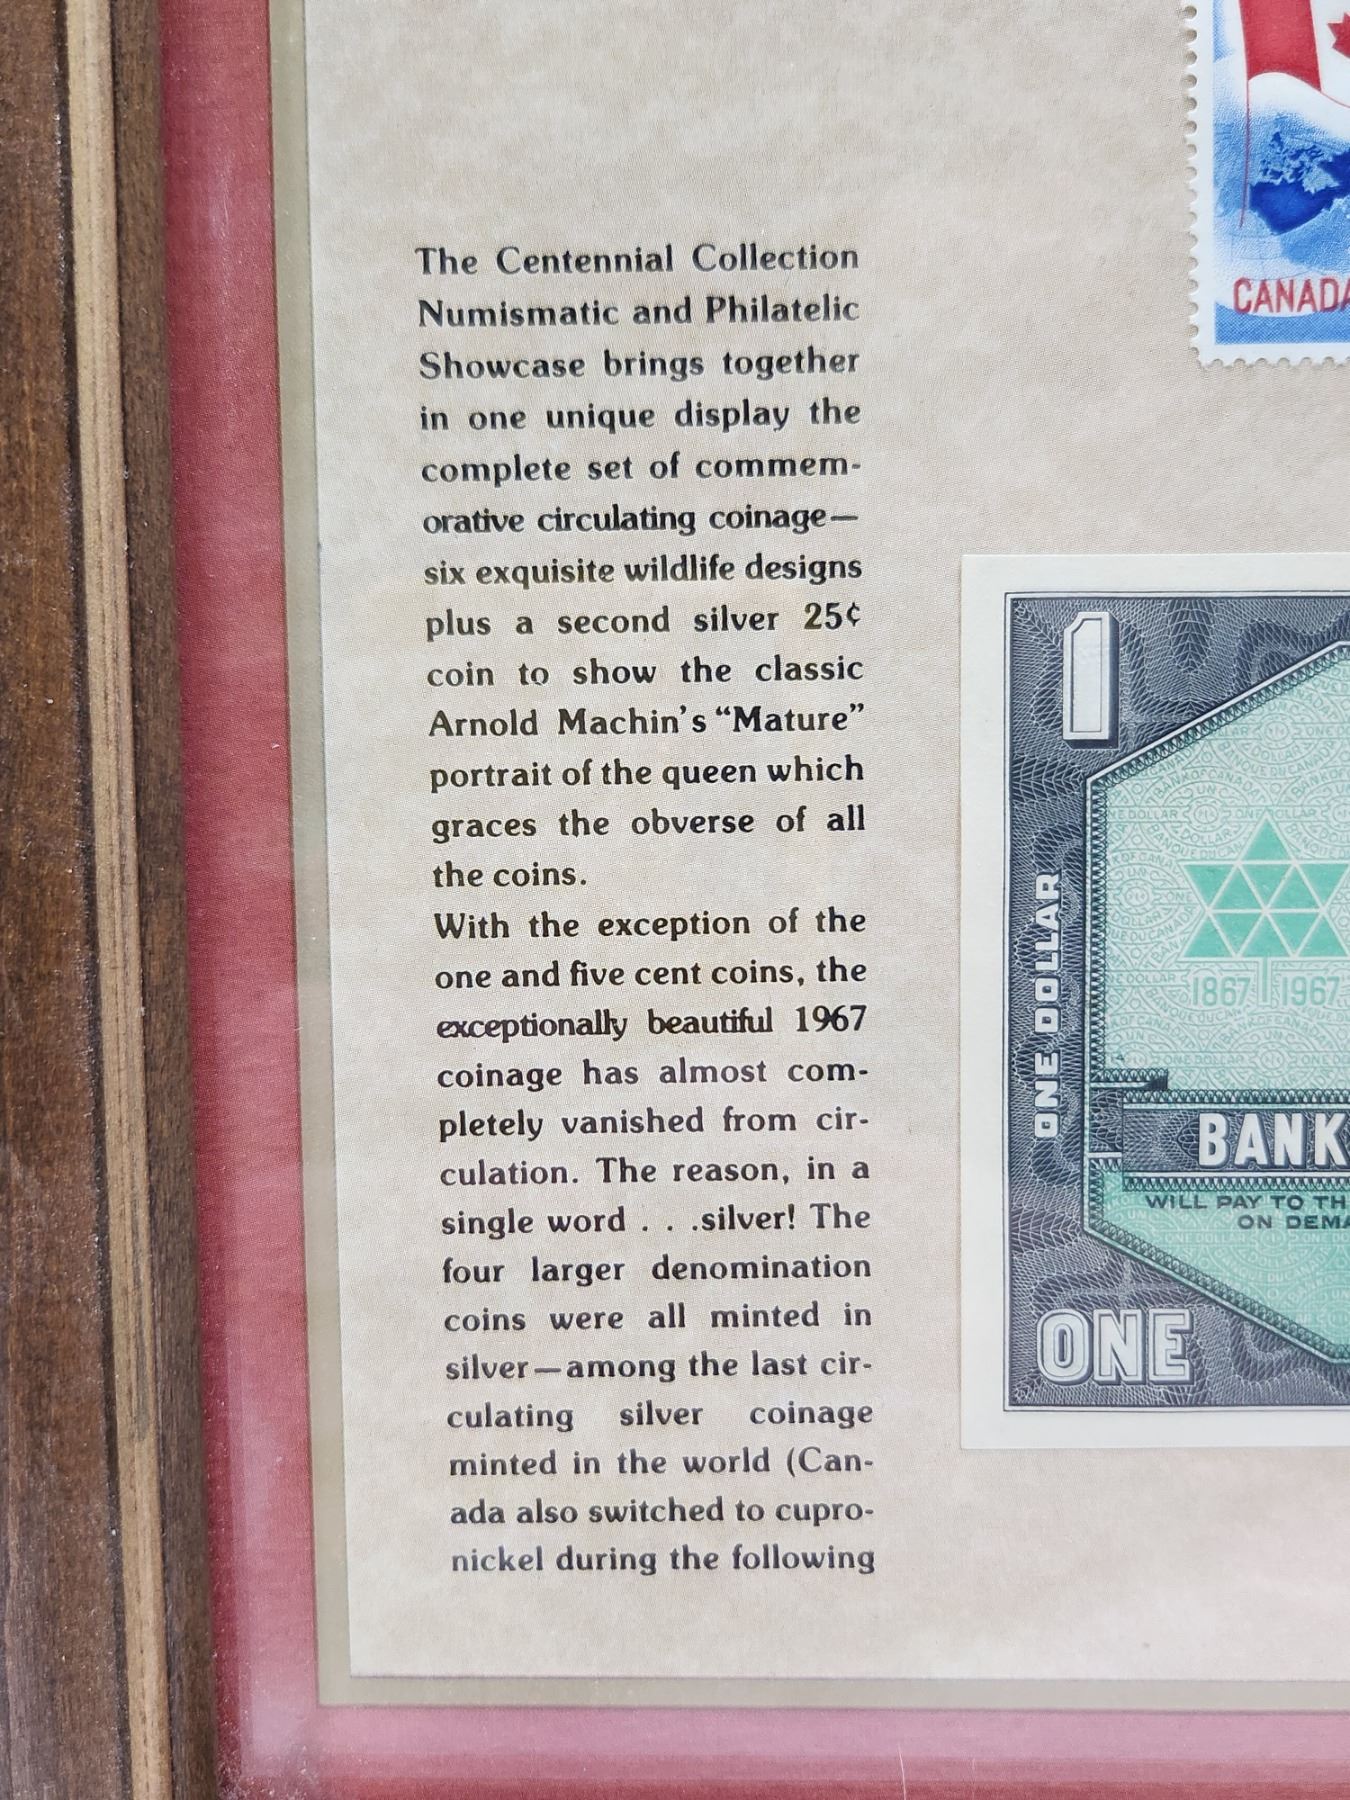 The Centennial Collection
Numismatic and Philatelic
Showcase brings together
in one unique display the
complete set of commem-
orative circulating coinage—
six exquisite wildlife designs
plus a second silver 25¢
coin to show the classic
Arnold Machin's "Mature"
portrait of the queen which
graces the obverse of all
the coins.
With the exception of the
one and five cent coins, the
exceptionally beautiful 1967
coinage has almost com-
pletely vanished from cir-
culation. The reason, in a
single word . . .silver! The
four larger denomination
coins were all minted in
silver—among the last cir-
culating silver coinage
minted in the world (Can-
ada also switched to cupro-
nickel during the following
CANADA
1
ONE DOLLAR
1867 1967
BANK
WILL PAY TO TH
ON DEMA
ONE